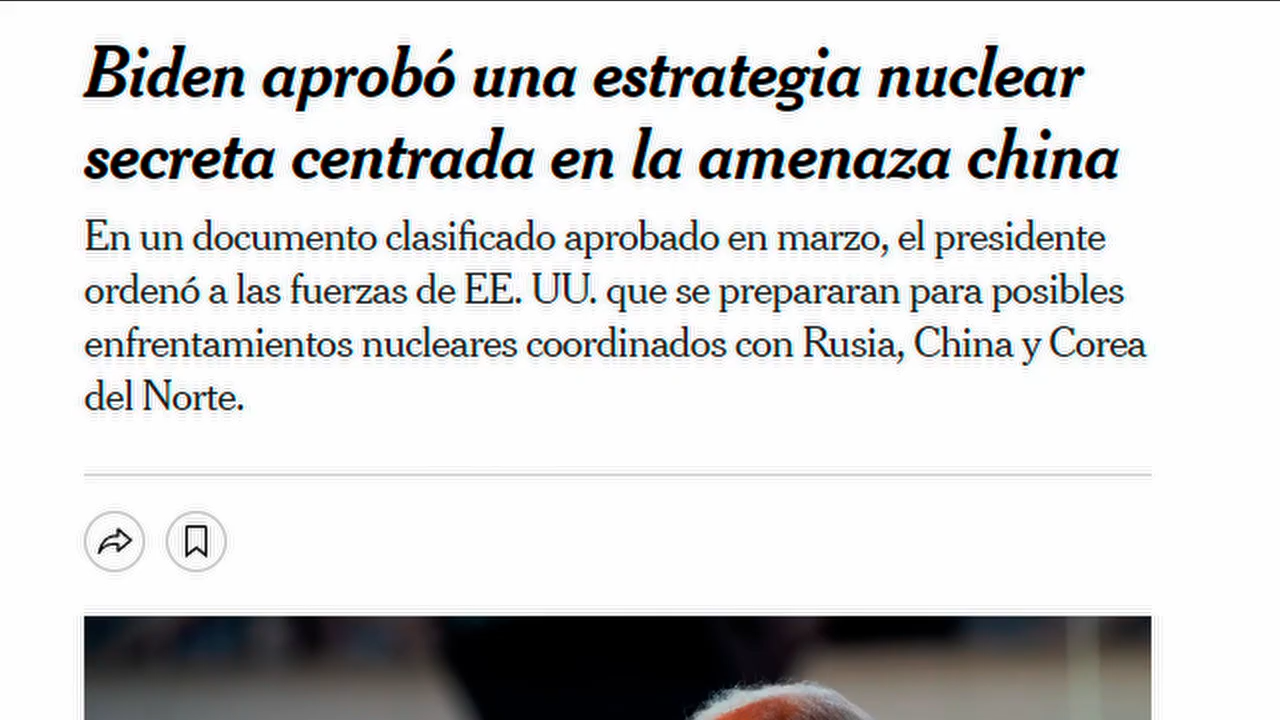 Biden aprobó una estrategia nuclear
secreta centrada en la amenaza china
En un documento clasificado aprobado en marzo, el presidente
ordenó a las fuerzas de EE. UU. que se prepararan para posibles
enfrentamientos nucleares coordinados con Rusia, China y Corea
del Norte.